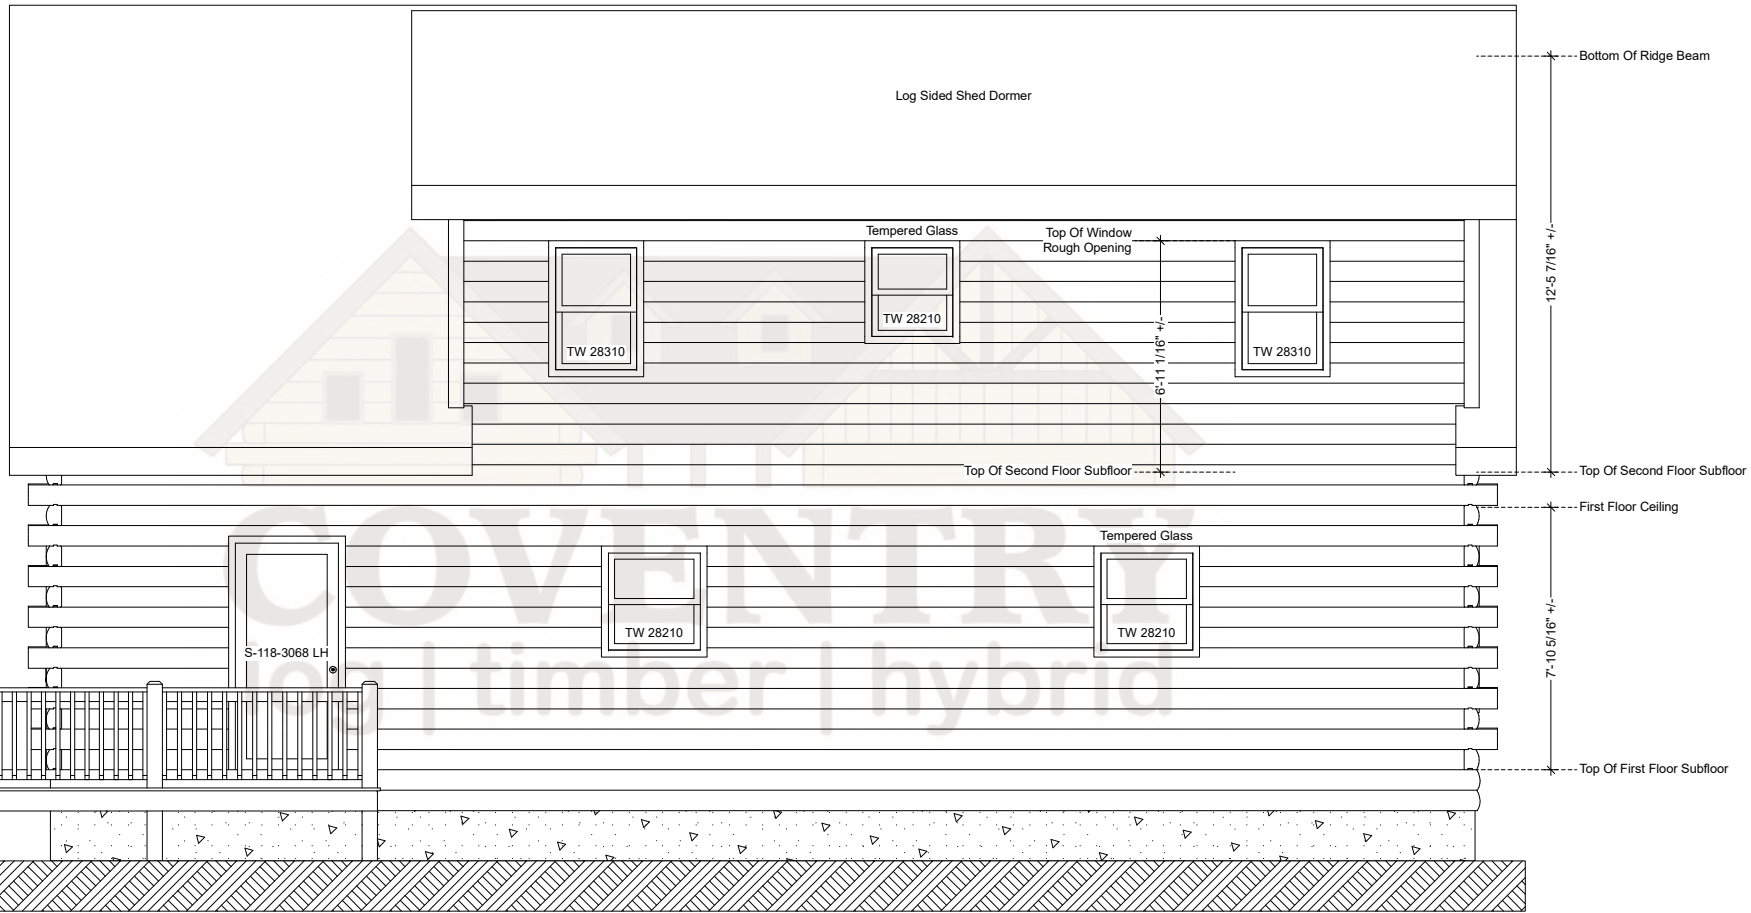 Bottom Of Ridge Beam
Log Sided Shed Dormer
12'-5 7/16" +/-
Tempered Glass
Top Of Window
Rough Opening
TW 28310
TW 28210
TW 28310
6'-11 1/16" +/-
Top Of Second Floor Subfloor
Top Of Second Floor Subfloor
First Floor Ceiling
COVENTRY
log | timber | hybrid
Tempered Glass
S-118-3068 LH
TW 28210
TW 28210
7'-10 5/16" +/-
Top Of First Floor Subfloor